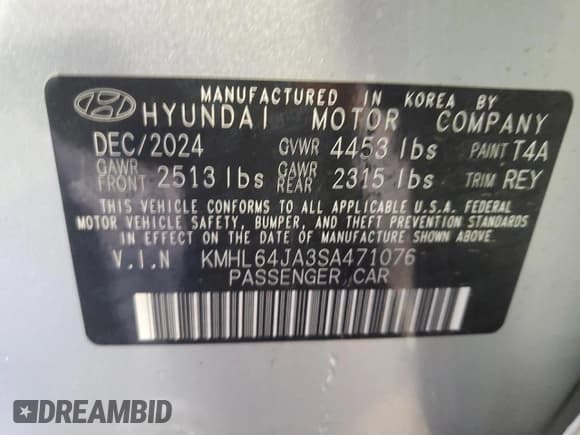 MANUFACTURED IN KOREA BY
HYUNDAI MOTOR COMPANY
DEC/2024 GVWR 4453 lbs PAINT T4A
GAWR FRONT 2513 lbs GAWR REAR 2315 lbs TRIM REY
THIS VEHICLE CONFORMS TO ALL APPLICABLE U.S.A. FEDERAL
MOTOR VEHICLE SAFETY, BUMPER, AND THEFT PREVENTION STANDARDS
IN EFFECT ON THE DATE OF MANUFACTURE SHOWN ABOVE.
V.I.N KMHL64JA3SA471076
PASSENGER CAR
DREAMBID